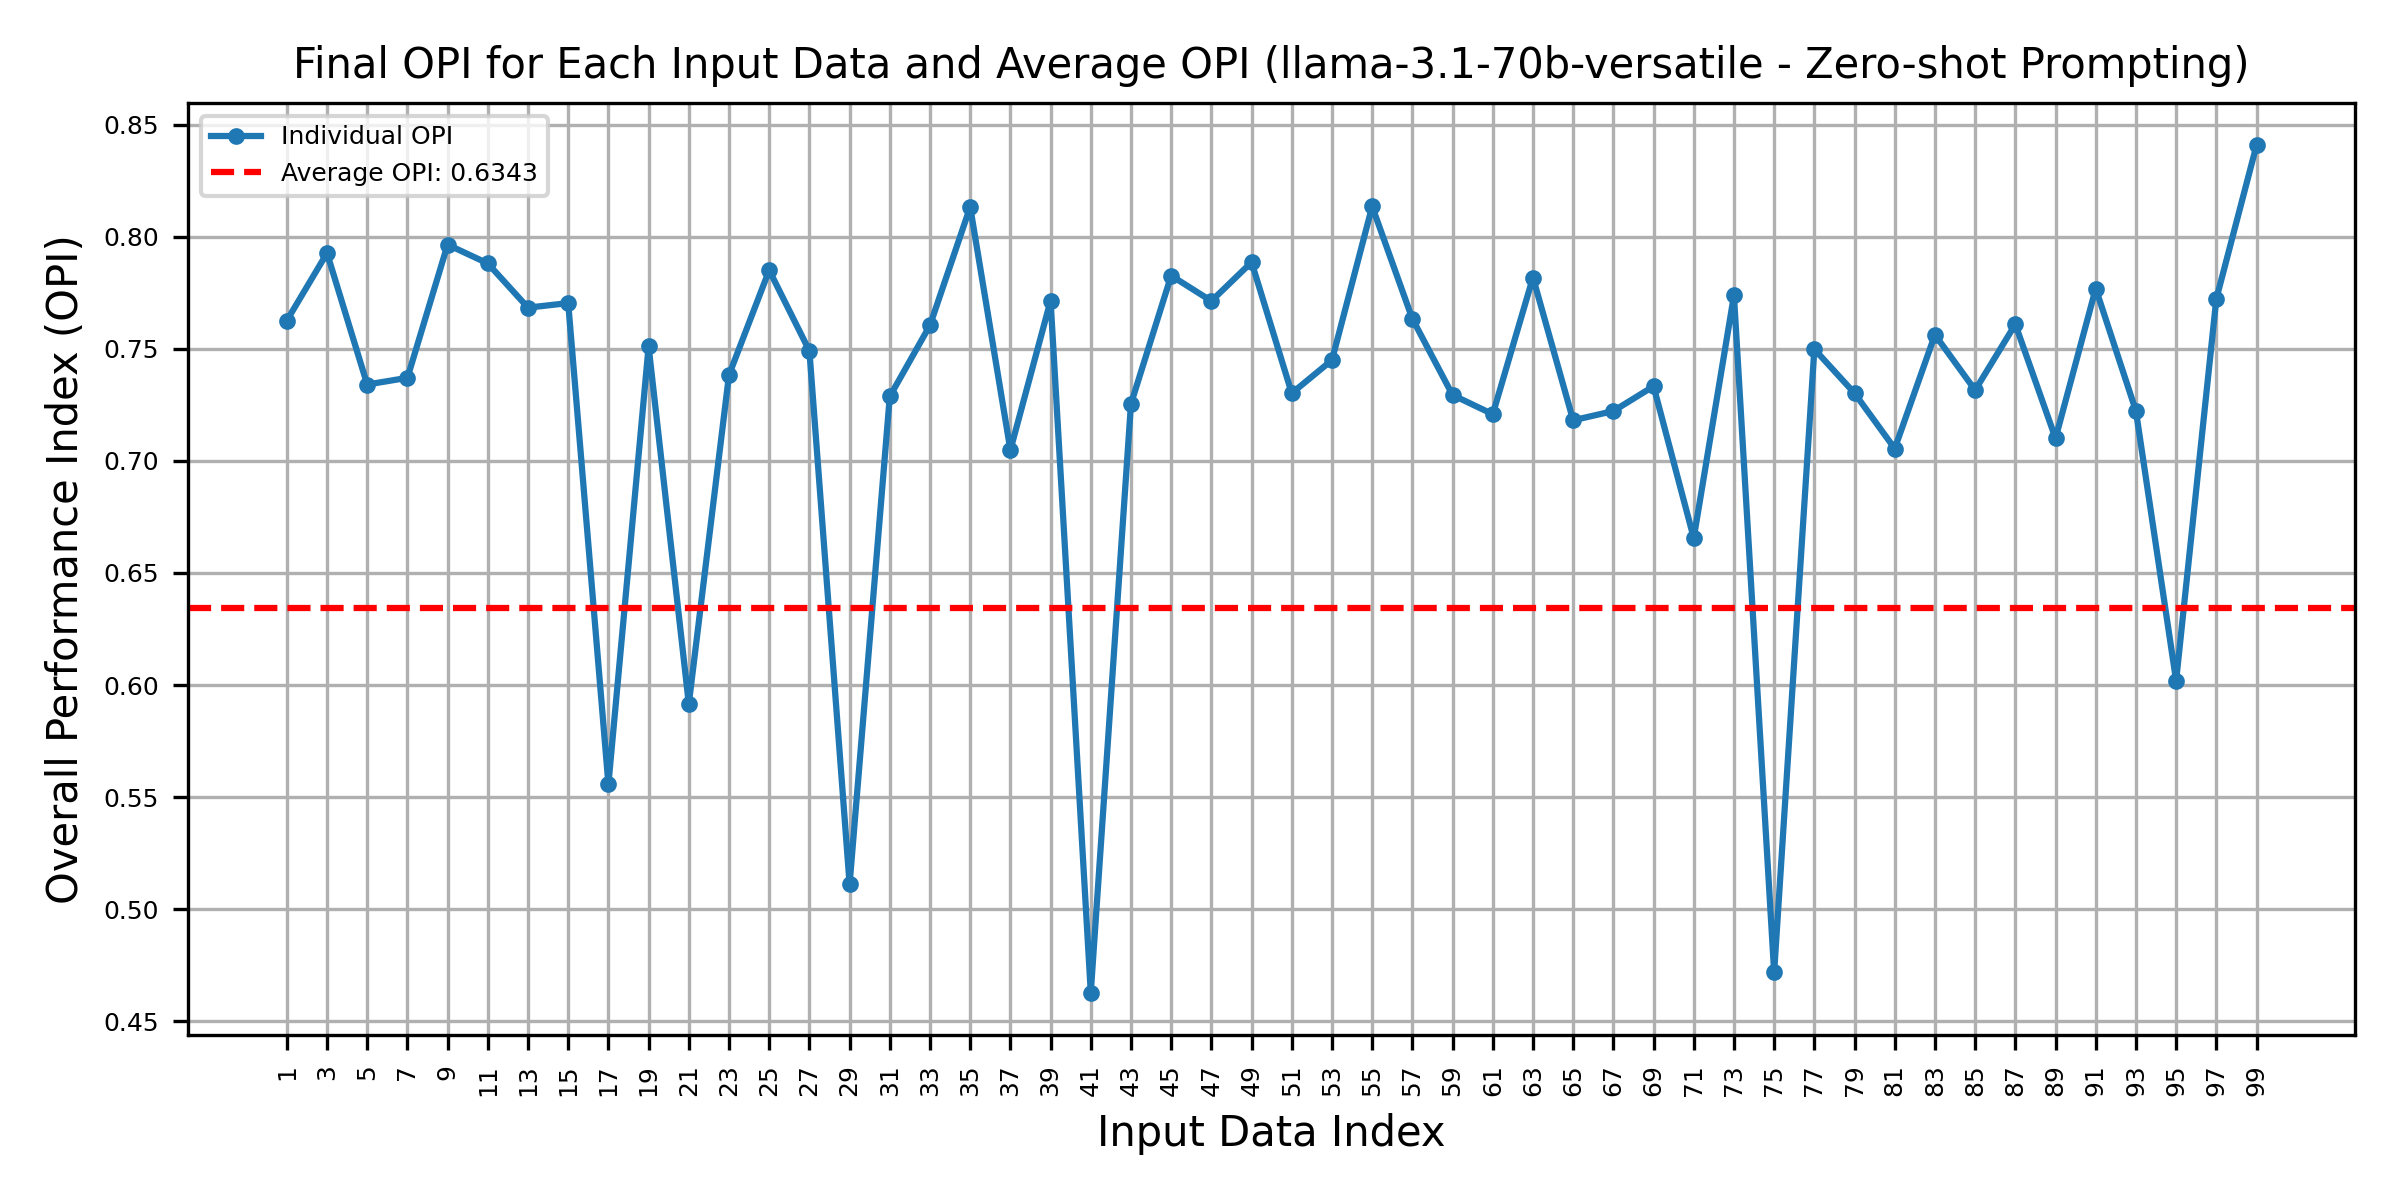 Final OPI for Each Input Data and Average OPI (llama-3.1-70b-versatile - Zero-shot Prompting)
Individual OPI
Average OPI: 0.6343
Overall Performance Index (OPI)
0.85
0.80
0.75
0.70
0.65
0.60
0.55
0.50
0.45
1 3 5 7 9 11 13 15 17 19 21 23 25 27 29 31 33 35 37 39 41 43 45 47 49 51 53 55 57 59 61 63 65 67 69 71 73 75 77 79 81 83 85 87 89 91 93 95 97 99
Input Data Index